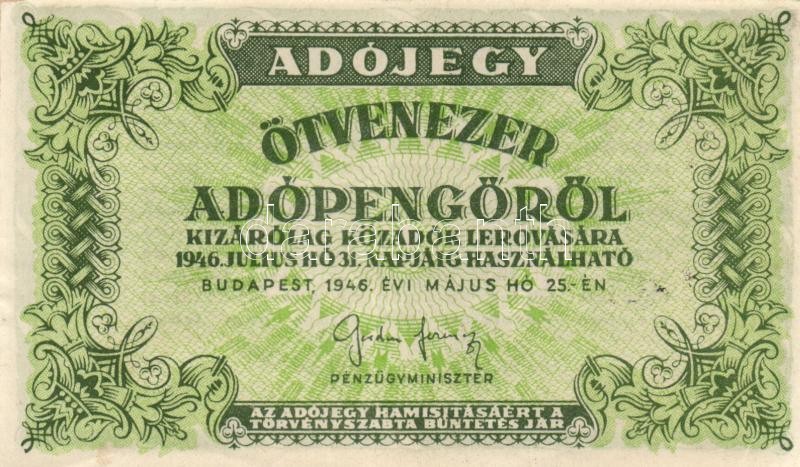 ADÓJEGY
ÖTVENEZER
ADÓPENGŐRŐL
KIZÁRÓLAG KÖZADÓK LEROVÁSÁRA
1946. JÚLIUS HÓ 31. NAPJÁIG HASZNÁLHATÓ
BUDAPEST, 1946. ÉVI MÁJUS HÓ 25.-ÉN
PÉNZÜGYMINISZTER
AZ ADÓJEGY HAMISITÁSÁÉRT A
TÖRVÉNYSZABTA BÜNTETÉS JÁR